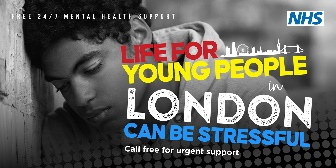 FREE 24/7 MENTAL HEALTH SUPPORT
NHS
LIFE FOR
YOUNG PEOPLE
in
LONDON
CAN BE STRESSFUL
Call free for urgent support